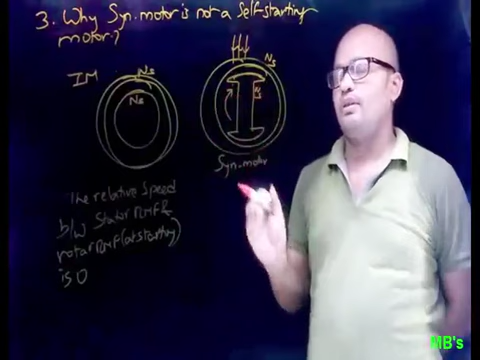 3. Why Syn. motor is not a Self-starting
motor?
IM
Ns
Ns
Ns
Ns
Syn. motor
The relative Speed
b/w Stator RMF &
rotor RMF (at starting)
is 0
MB's